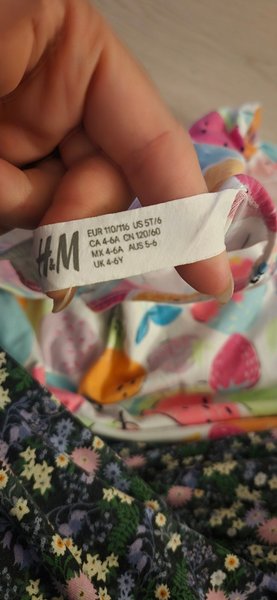 H&M
EUR 110/116 US 5T/6
CA 4-6A CN 120/60
MX 4-6A AUS 5-6
UK 4-6Y